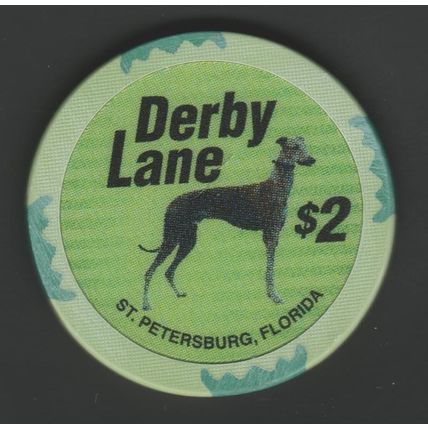 Derby
Lane
$2
ST. PETERSBURG, FLORIDA